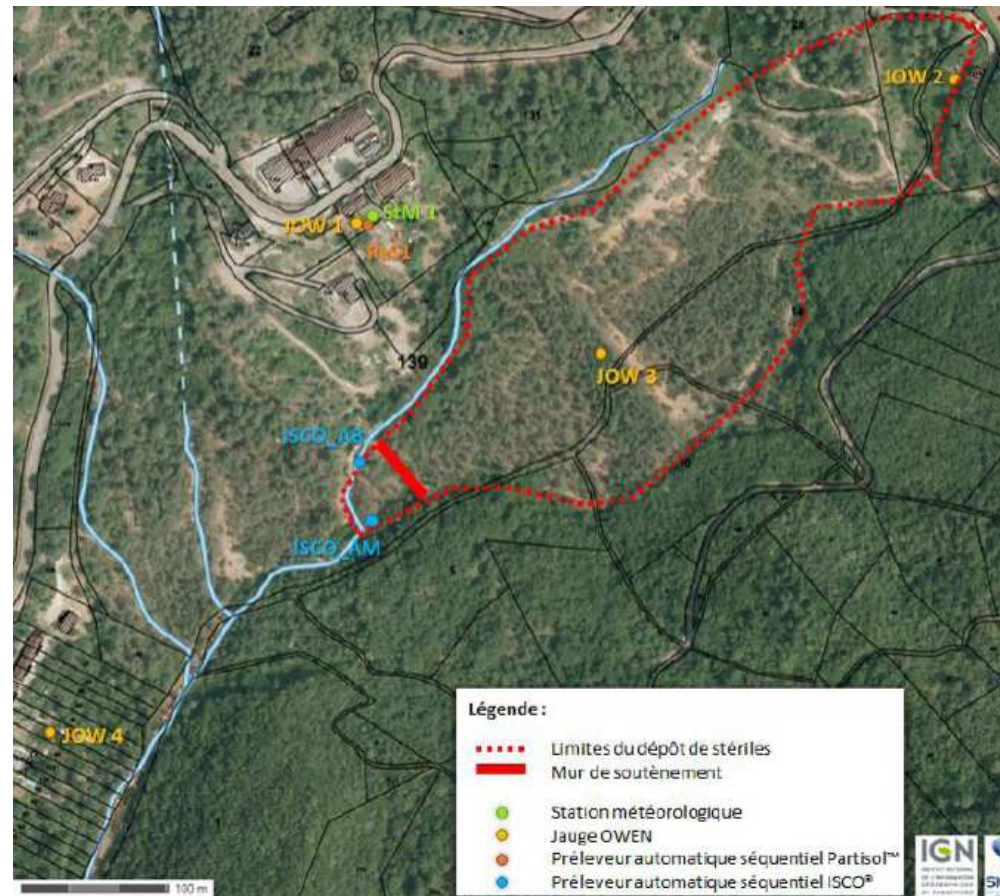 JOW 2
StM 1
JOW 1
139
JOW 3
ISCO_AB
ISCO_AM
JOW 4
Légende :
Limites du dépôt de stériles
Mur de soutènement
Station météorologique
Jauge OWEN
Préleveur automatique séquentiel Partisol™
Préleveur automatique séquentiel ISCO®
100 m
IGN